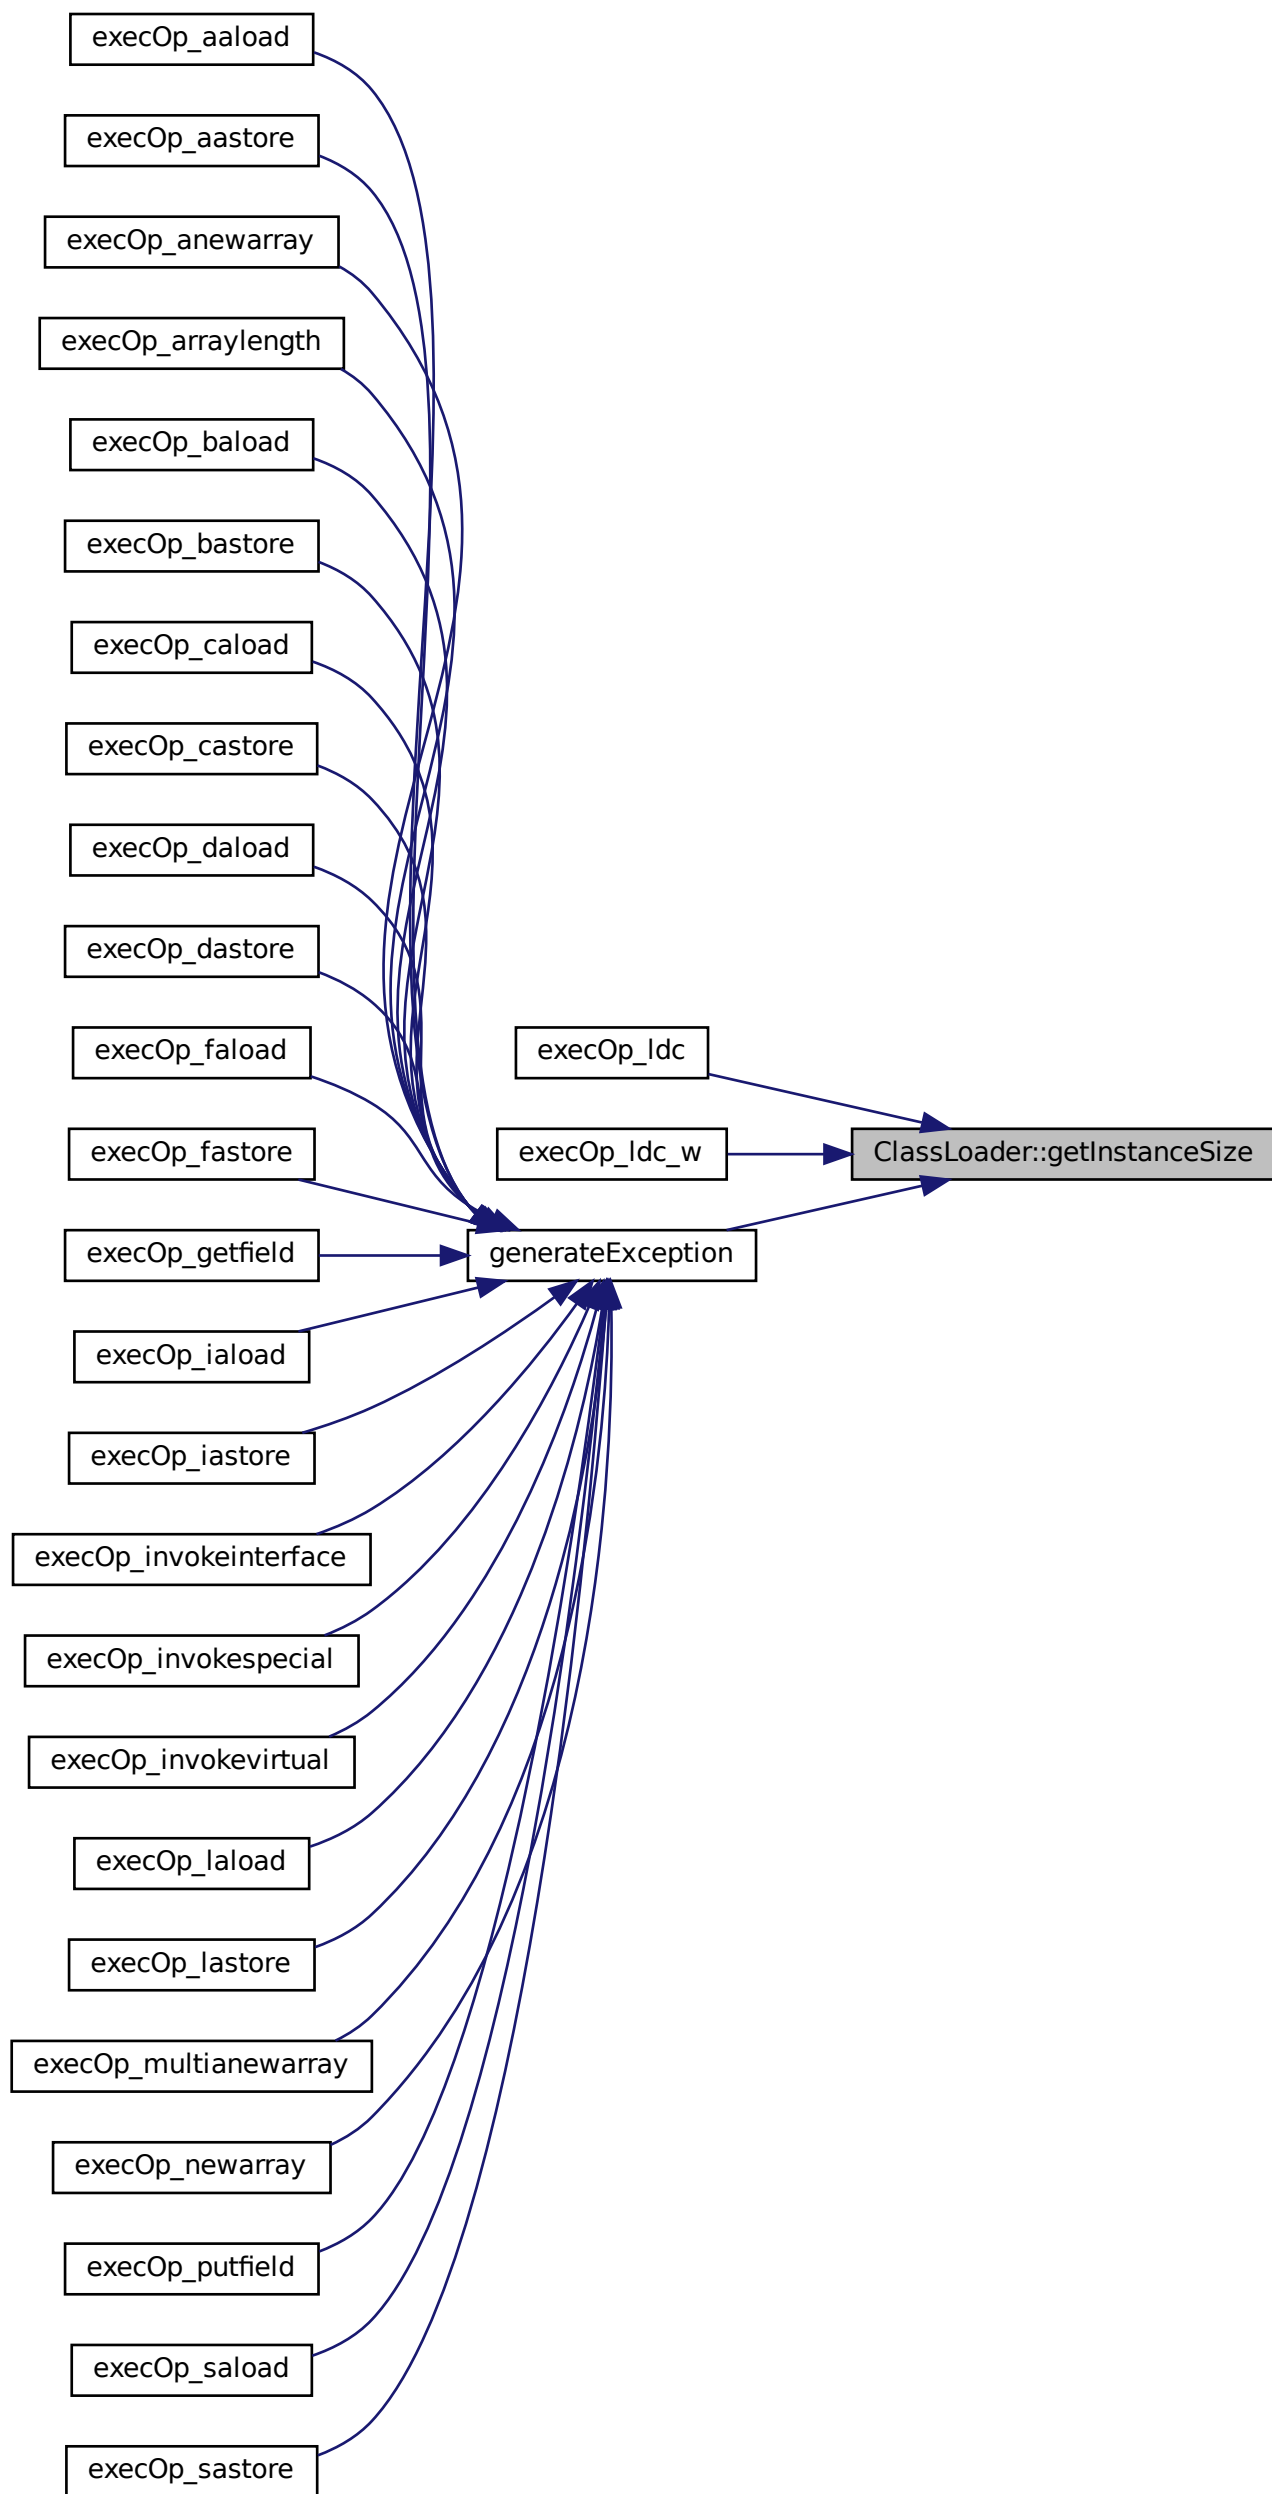 execOp_aaload
execOp_aastore
execOp_anewarray
execOp_arraylength
execOp_baload
execOp_bastore
execOp_caload
execOp_castore
execOp_daload
execOp_dastore
execOp_faload
execOp_fastore
execOp_getfield
execOp_iaload
execOp_iastore
execOp_invokeinterface
execOp_invokespecial
execOp_invokevirtual
execOp_laload
execOp_lastore
execOp_multianewarray
execOp_newarray
execOp_putfield
execOp_saload
execOp_sastore
execOp_ldc
execOp_ldc_w
generateException
ClassLoader::getInstanceSize